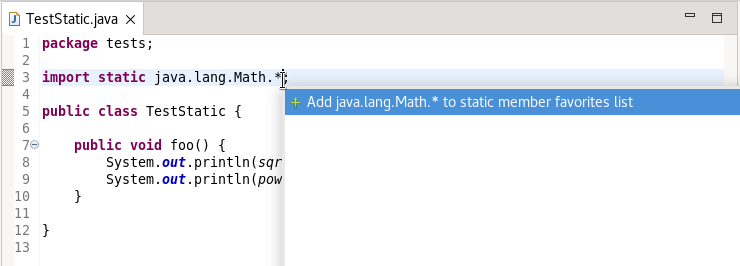 TestStatic.java
1 package tests;
2
3 import static java.lang.Math.*;
Add java.lang.Math.* to static member favorites list
4
5 public class TestStatic {
6
7 public void foo() {
8 System.out.println(sqr
9 System.out.println(pow
10 }
11
12 }
13